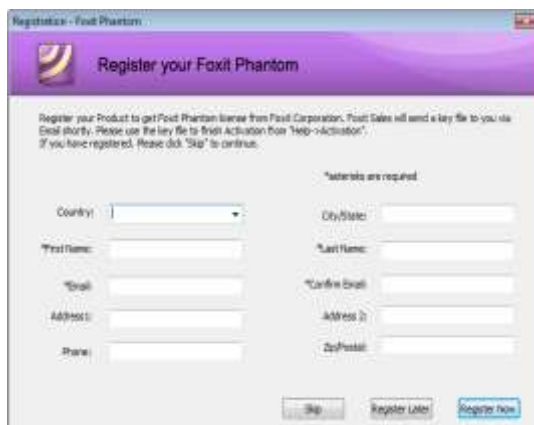 Registration - Foxit Phantom
Register your Foxit Phantom
Register your Product to get Foxit Phantom license from Foxit Corporation. Foxit Sales will send a key file to you via
Email shortly. Please use the key file to finish Activation from "Help->Activation".
If you have registered. Please click "Skip" to continue.
*asterisks are required
Country:
City/State:
*First Name:
*Last Name:
*Email:
*Confirm Email:
Address1:
Address 2:
Phone:
Zip/Postal:
Skip
Register Later
Register Now